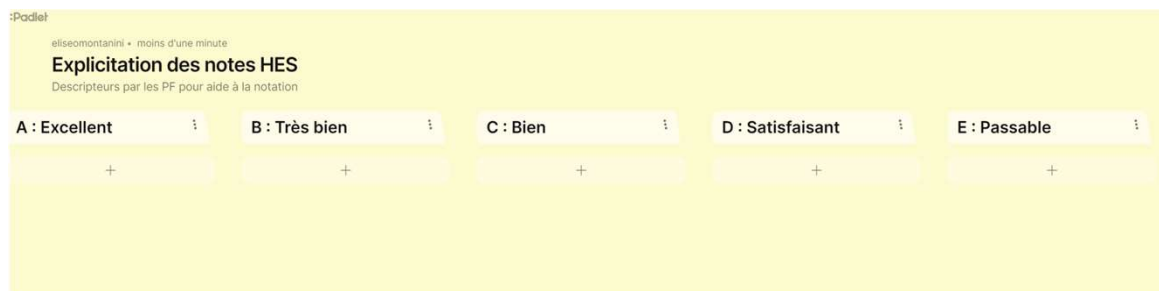 :Padlet
eliseomontanini • moins d'une minute
Explicitation des notes HES
Descripteurs par les PF pour aide à la notation
A : Excellent
B : Très bien
C : Bien
D : Satisfaisant
E : Passable
+ + + + +